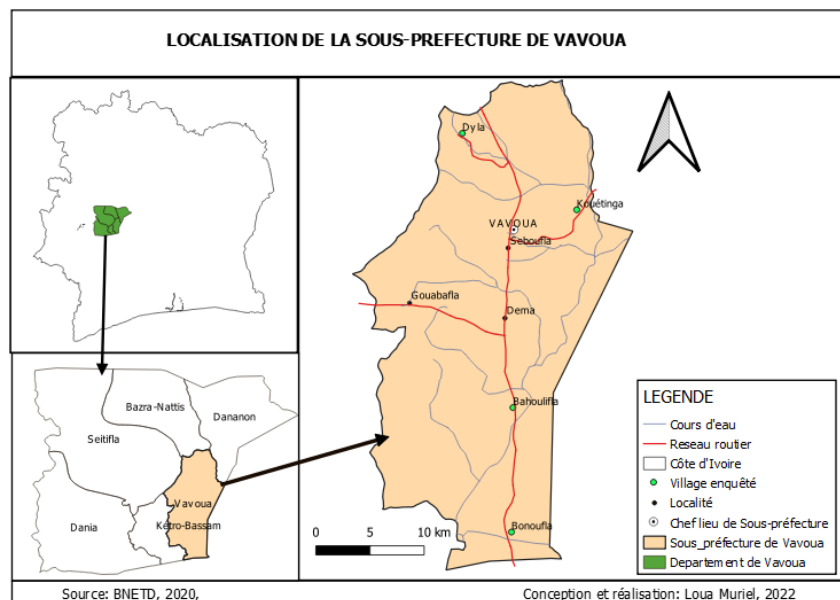 LOCALISATION DE LA SOUS-PREFECTURE DE VAVOUA
Dyla
Kouétinga
VAVOUA
Seboufla
Gouabafla
Dema
Bahoulifla
Bonoufla
0 5 10 km
Bazra-Nattis
Dananon
Seitifla
Vavoua
Dania
Kétro-Bassam
LEGENDE
Cours d'eau
Reseau routier
Côte d'Ivoire
Village enquêté
Localité
Chef lieu de Sous-préfecture
Sous_préfecture de Vavoua
Departement de Vavoua
Source: BNETD, 2020,
Conception et réalisation: Loua Muriel, 2022